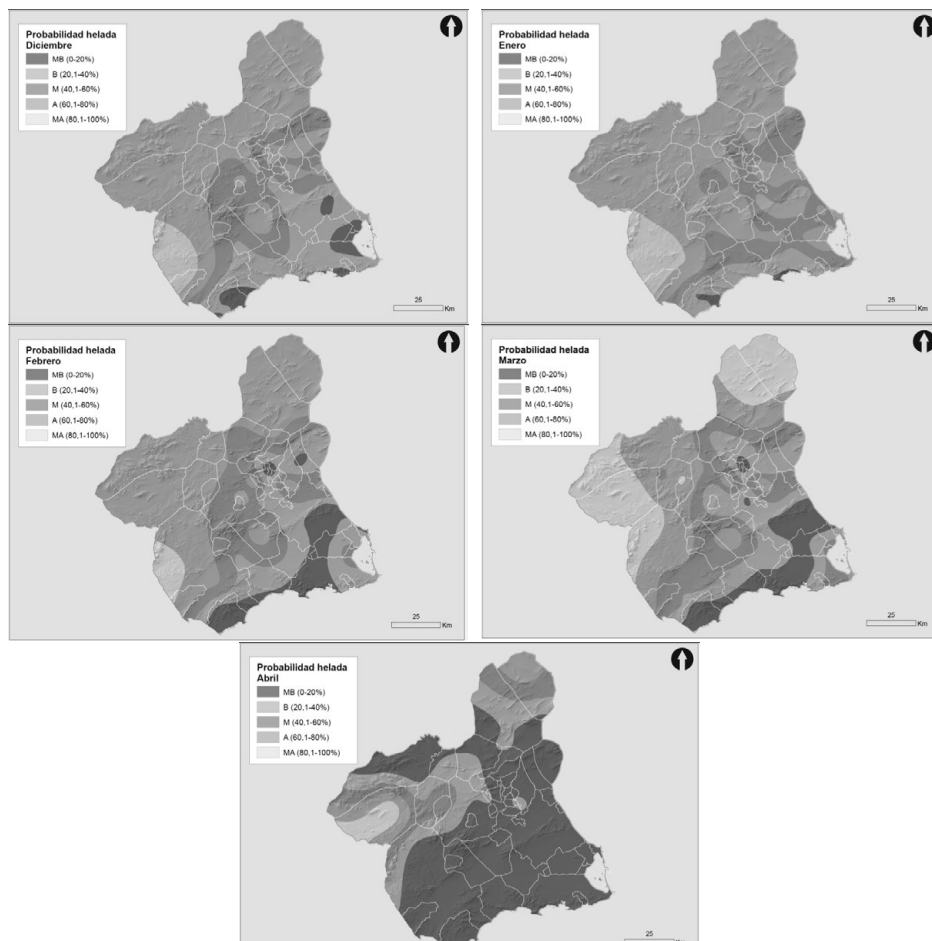 Probabilidad helada
Diciembre
MB (0-20%)
B (20,1-40%)
M (40,1-60%)
A (60,1-80%)
MA (80,1-100%)
25
Km
Probabilidad helada
Enero
MB (0-20%)
B (20,1-40%)
M (40,1-60%)
A (60,1-80%)
MA (80,1-100%)
25
Km
Probabilidad helada
Febrero
MB (0-20%)
B (20,1-40%)
M (40,1-60%)
A (60,1-80%)
MA (80,1-100%)
25
Km
Probabilidad helada
Marzo
MB (0-20%)
B (20,1-40%)
M (40,1-60%)
A (60,1-80%)
MA (80,1-100%)
25
Km
Probabilidad helada
Abril
MB (0-20%)
B (20,1-40%)
M (40,1-60%)
A (60,1-80%)
MA (80,1-100%)
25
Km